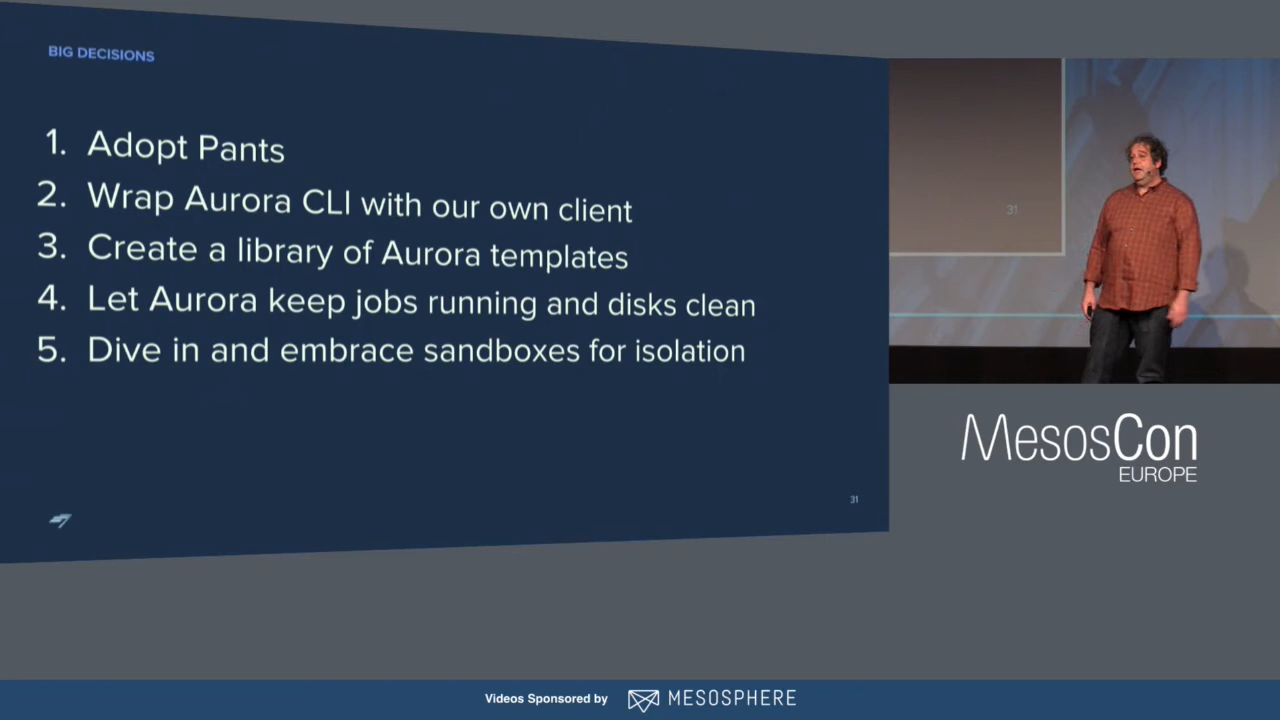 BIG DECISIONS
1. Adopt Pants
2. Wrap Aurora CLI with our own client
3. Create a library of Aurora templates
4. Let Aurora keep jobs running and disks clean
5. Dive in and embrace sandboxes for isolation
31
31
MesosCon
EUROPE
Videos Sponsored by MESOSPHERE